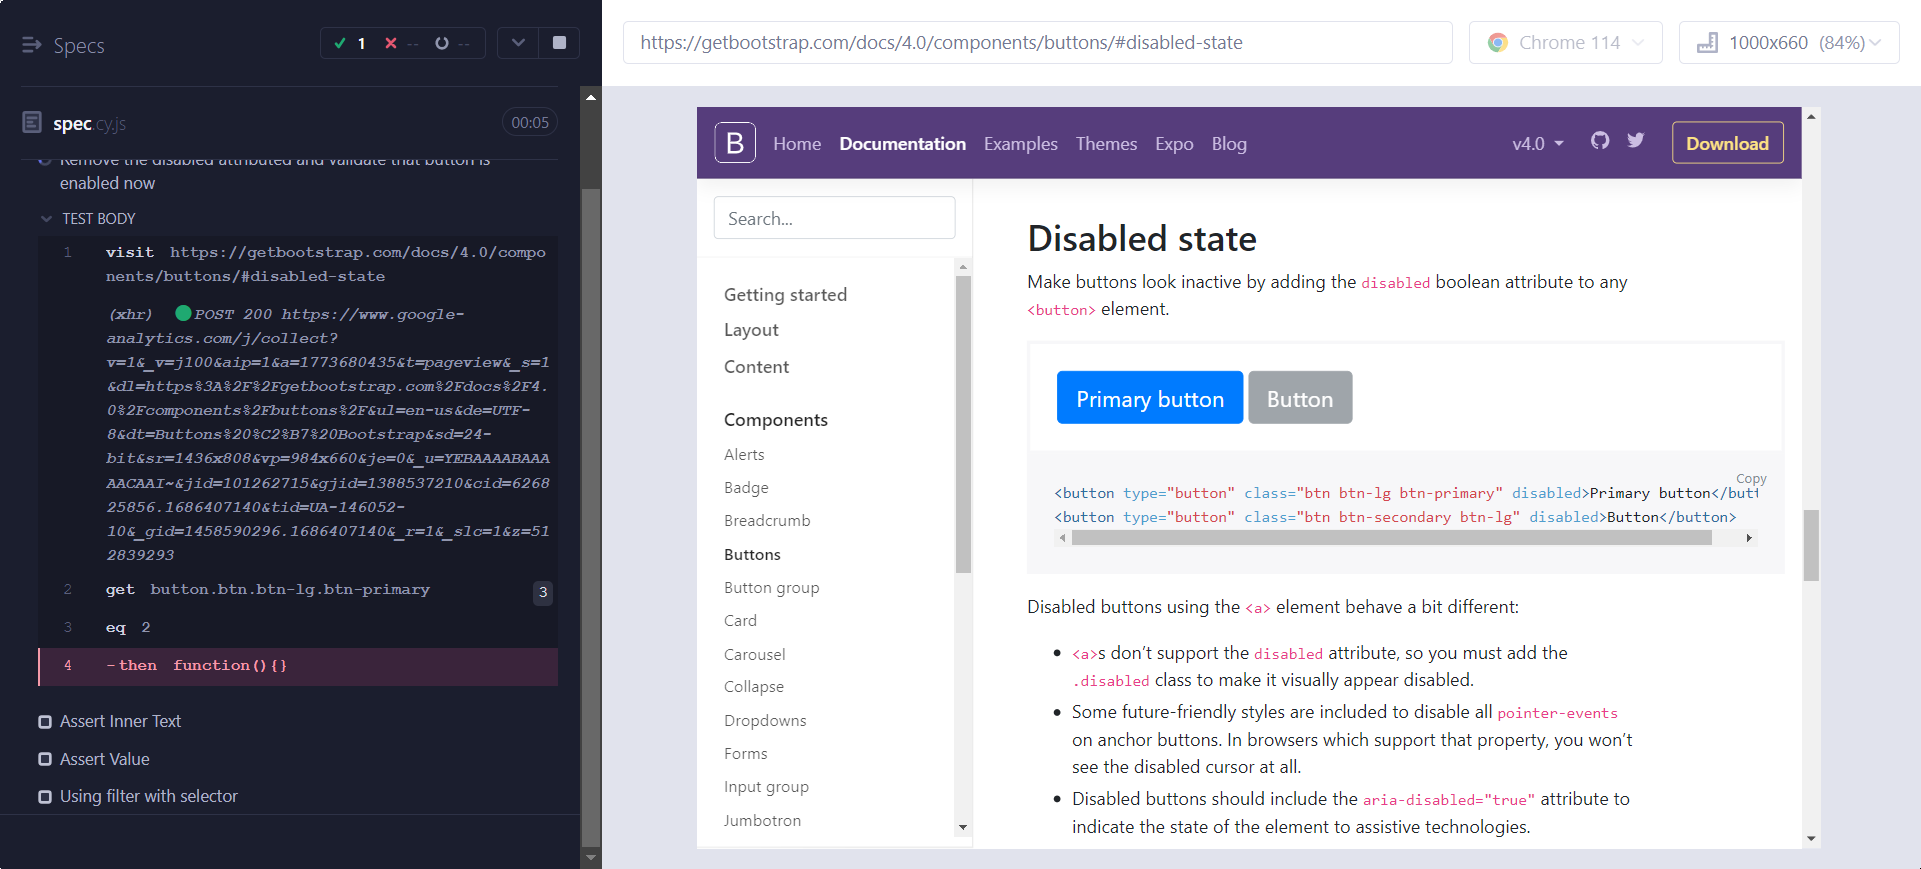 Specs
1 -- --
spec.cy.js
00:05
Remove the disabled attributed and validate that button is
enabled now
TEST BODY
1 visit https://getbootstrap.com/docs/4.0/compo
nents/buttons/#disabled-state
(xhr) POST 200 https://www.google-
analytics.com/j/collect?
v=1&_v=j100&aip=1&a=1773680435&t=pageview&_s=1
&dl=https%3A%2F%2Fgetbootstrap.com%2Fdocs%2F4.
0%2Fcomponents%2Fbuttons%2F&ul=en-us&de=UTF-
8&dt=Buttons%20%C2%B7%20Bootstrap&sd=24-
bit&sr=1436x808&vp=984x660&je=0&_u=YEBAAAABAAA
AACAAI~&jid=101262715&gjid=1388537210&cid=6268
25856.1686407140&tid=UA-146052-
10&_gid=1458590296.1686407140&_r=1&_slc=1&z=51
2839293
2 get button.btn.btn-lg.btn-primary 3
3 eq 2
4 -then function(){}
Assert Inner Text
Assert Value
Using filter with selector
https://getbootstrap.com/docs/4.0/components/buttons/#disabled-state
Chrome 114
1000x660 (84%)
B Home Documentation Examples Themes Expo Blog v4.0 Download
Search...
Getting started
Layout
Content
Components
Alerts
Badge
Breadcrumb
Buttons
Button group
Card
Carousel
Collapse
Dropdowns
Forms
Input group
Jumbotron
Disabled state
Make buttons look inactive by adding the disabled boolean attribute to any
<button> element.
Primary button Button
Copy
<button type="button" class="btn btn-lg btn-primary" disabled>Primary button</butt
<button type="button" class="btn btn-secondary btn-lg" disabled>Button</button>
Disabled buttons using the <a> element behave a bit different:
• <a>s don’t support the disabled attribute, so you must add the
.disabled class to make it visually appear disabled.
• Some future-friendly styles are included to disable all pointer-events
on anchor buttons. In browsers which support that property, you won’t
see the disabled cursor at all.
• Disabled buttons should include the aria-disabled="true" attribute to
indicate the state of the element to assistive technologies.